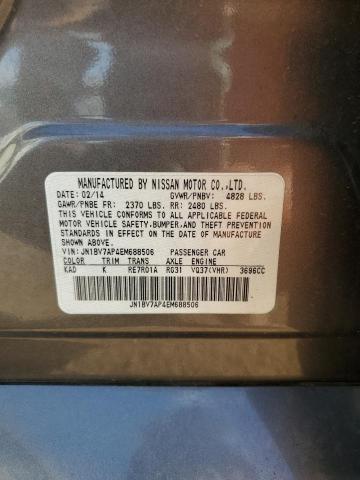 MANUFACTURED BY NISSAN MOTOR CO.,LTD.
DATE: 02/14 GVWR/PNBV: 4828 LBS.
GAWR/PNBE FR: 2370 LBS. RR: 2480 LBS.
THIS VEHICLE CONFORMS TO ALL APPLICABLE FEDERAL
MOTOR VEHICLE SAFETY,BUMPER,AND THEFT
PREVENTION STANDARDS IN EFFECT ON THE DATE OF
MANUFACTURE SHOWN ABOVE.
VIN:JN1BV7AP4EM688506 PASSENGER CAR
COLOR TRIM TRANS AXLE ENGINE
KAD K RE7R01A RG31 VQ37(VHR) 3696CC
JN1BV7AP4EM688506